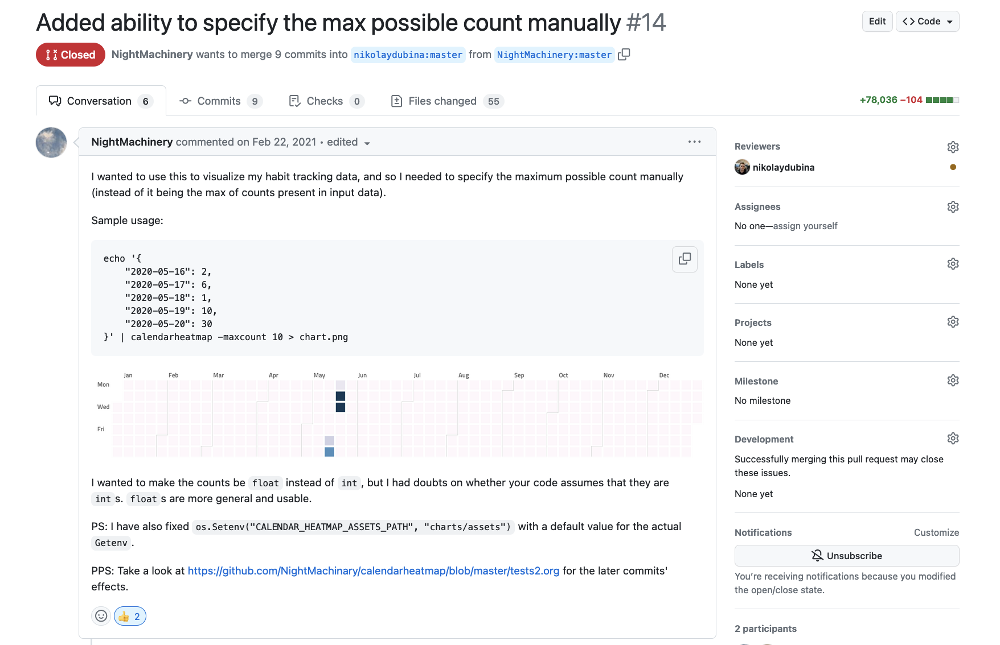 Added ability to specify the max possible count manually #14
Edit
Code
Closed
NightMachinery wants to merge 9 commits into nikolaydubina:master from NightMachinery:master
Conversation 6
Commits 9
Checks 0
Files changed 55
+78,036 −104
NightMachinery commented on Feb 22, 2021 • edited
I wanted to use this to visualize my habit tracking data, and so I needed to specify the maximum possible count manually
(instead of it being the max of counts present in input data).
Sample usage:
echo '{
"2020-05-16": 2,
"2020-05-17": 6,
"2020-05-18": 1,
"2020-05-19": 10,
"2020-05-20": 30
}' | calendarheatmap -maxcount 10 > chart.png
Jan Feb Mar Apr May Jun Jul Aug Sep Oct Nov Dec
Mon
Wed
Fri
I wanted to make the counts be float instead of int, but I had doubts on whether your code assumes that they are
ints. floats are more general and usable.
PS: I have also fixed os.Setenv("CALENDAR_HEATMAP_ASSETS_PATH", "charts/assets") with a default value for the actual
Getenv.
PPS: Take a look at https://github.com/NightMachinary/calendarheatmap/blob/master/tests2.org for the later commits'
effects.
👍 2
Reviewers
nikolaydubina
Assignees
No one—assign yourself
Labels
None yet
Projects
None yet
Milestone
No milestone
Development
Successfully merging this pull request may close
these issues.
None yet
Notifications
Customize
Unsubscribe
You're receiving notifications because you modified
the open/close state.
2 participants